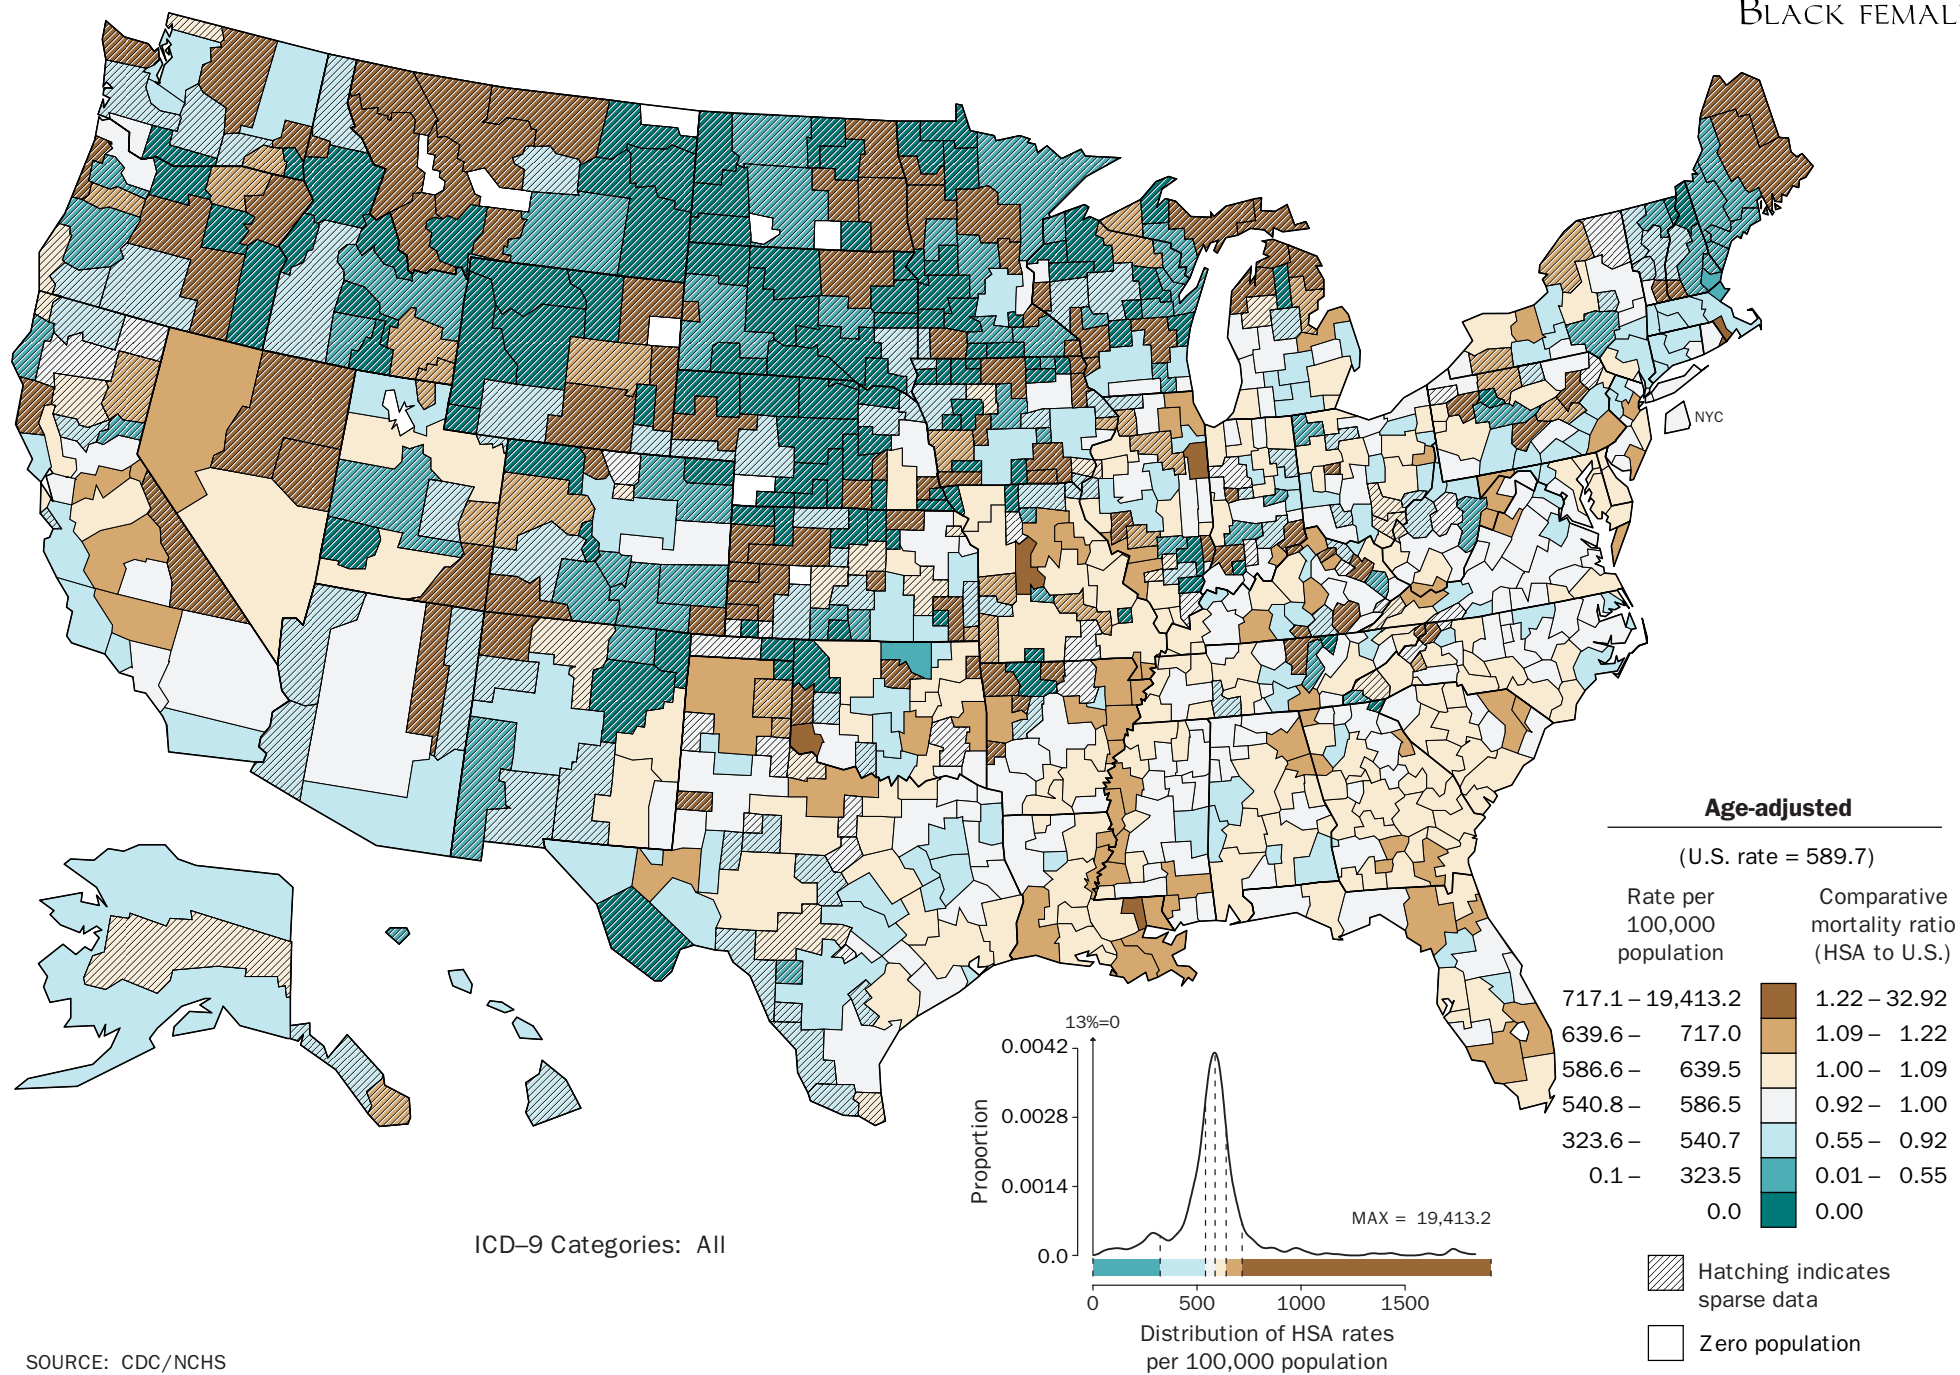 BLACK FEMAL
NYC
Age-adjusted
(U.S. rate = 589.7)
Rate per
100,000
population
Comparative
mortality ratio
(HSA to U.S.)
717.1 – 19,413.2 1.22 – 32.92
639.6 – 717.0 1.09 – 1.22
586.6 – 639.5 1.00 – 1.09
540.8 – 586.5 0.92 – 1.00
323.6 – 540.7 0.55 – 0.92
0.1 – 323.5 0.01 – 0.55
0.0 0.00
Hatching indicates
sparse data
Zero population
13%=0
0.0042
0.0028
0.0014
0.0
Proportion
MAX = 19,413.2
0 500 1000 1500
Distribution of HSA rates
per 100,000 population
ICD–9 Categories: All
SOURCE: CDC/NCHS